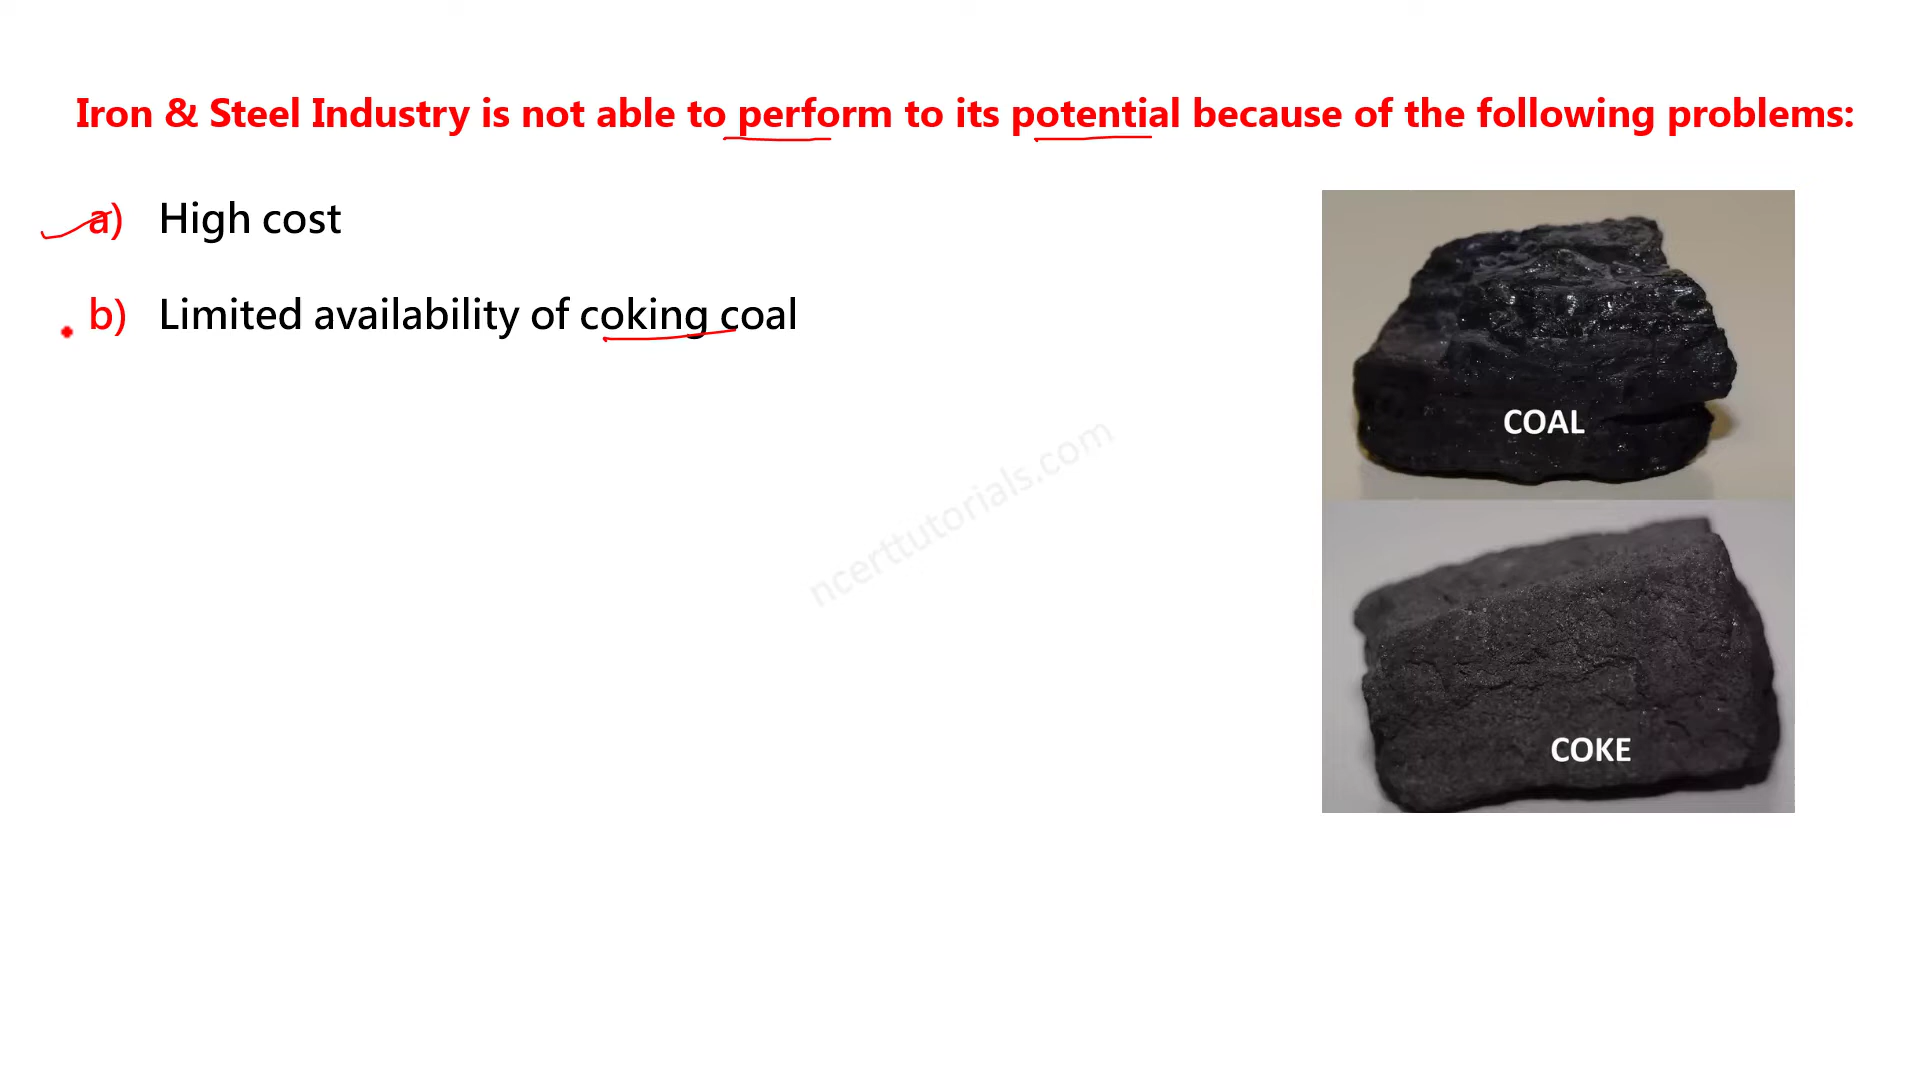 Iron & Steel Industry is not able to perform to its potential because of the following problems:
a) High cost
b) Limited availability of coking coal
COAL
ncerttutorials.com
COKE